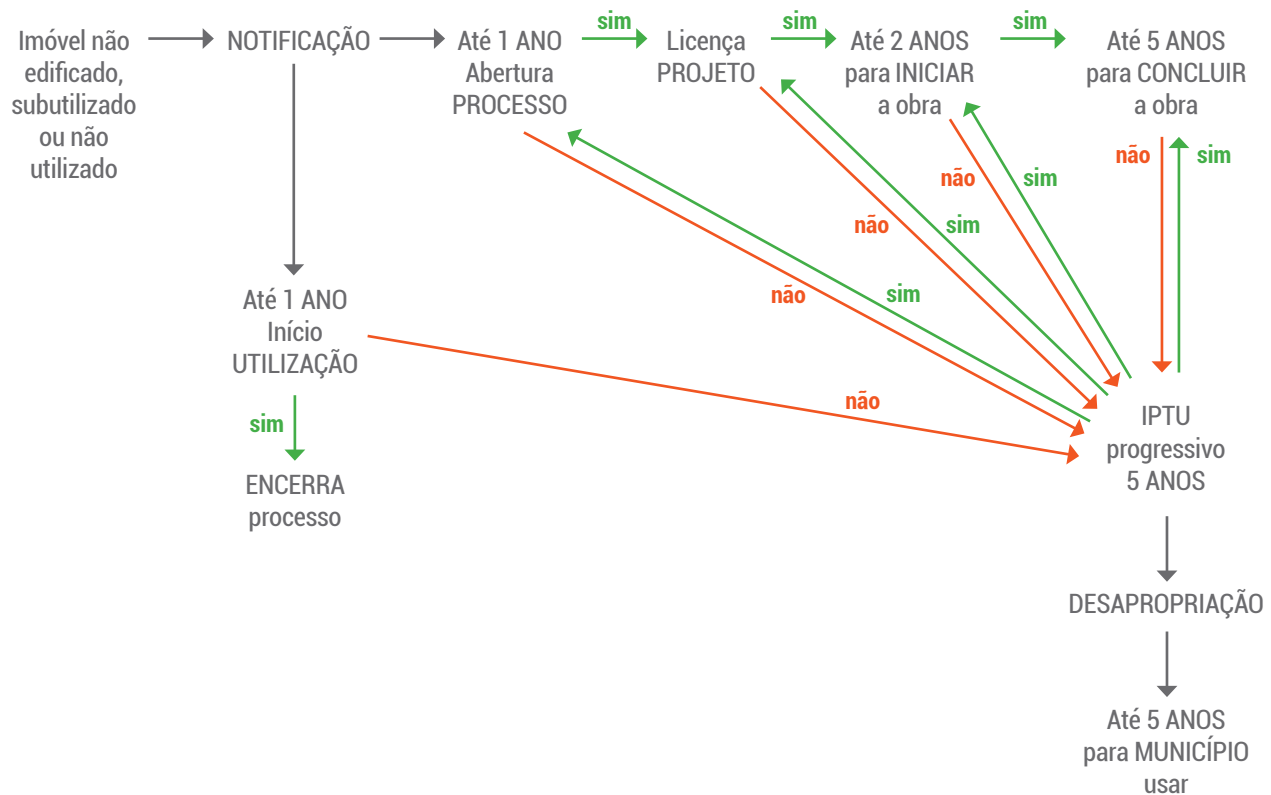 Imóvel não
edificado,
subutilizado
ou não
utilizado
NOTIFICAÇÃO
Até 1 ANO
Abertura
PROCESSO
sim
Licença
PROJETO
sim
Até 2 ANOS
para INICIAR
a obra
sim
Até 5 ANOS
para CONCLUIR
a obra
não
sim
não
sim
não
sim
não
sim
Até 1 ANO
Início
UTILIZAÇÃO
não
sim
ENCERRA
processo
IPTU
progressivo
5 ANOS
DESAPROPRIAÇÃO
Até 5 ANOS
para MUNICÍPIO
usar